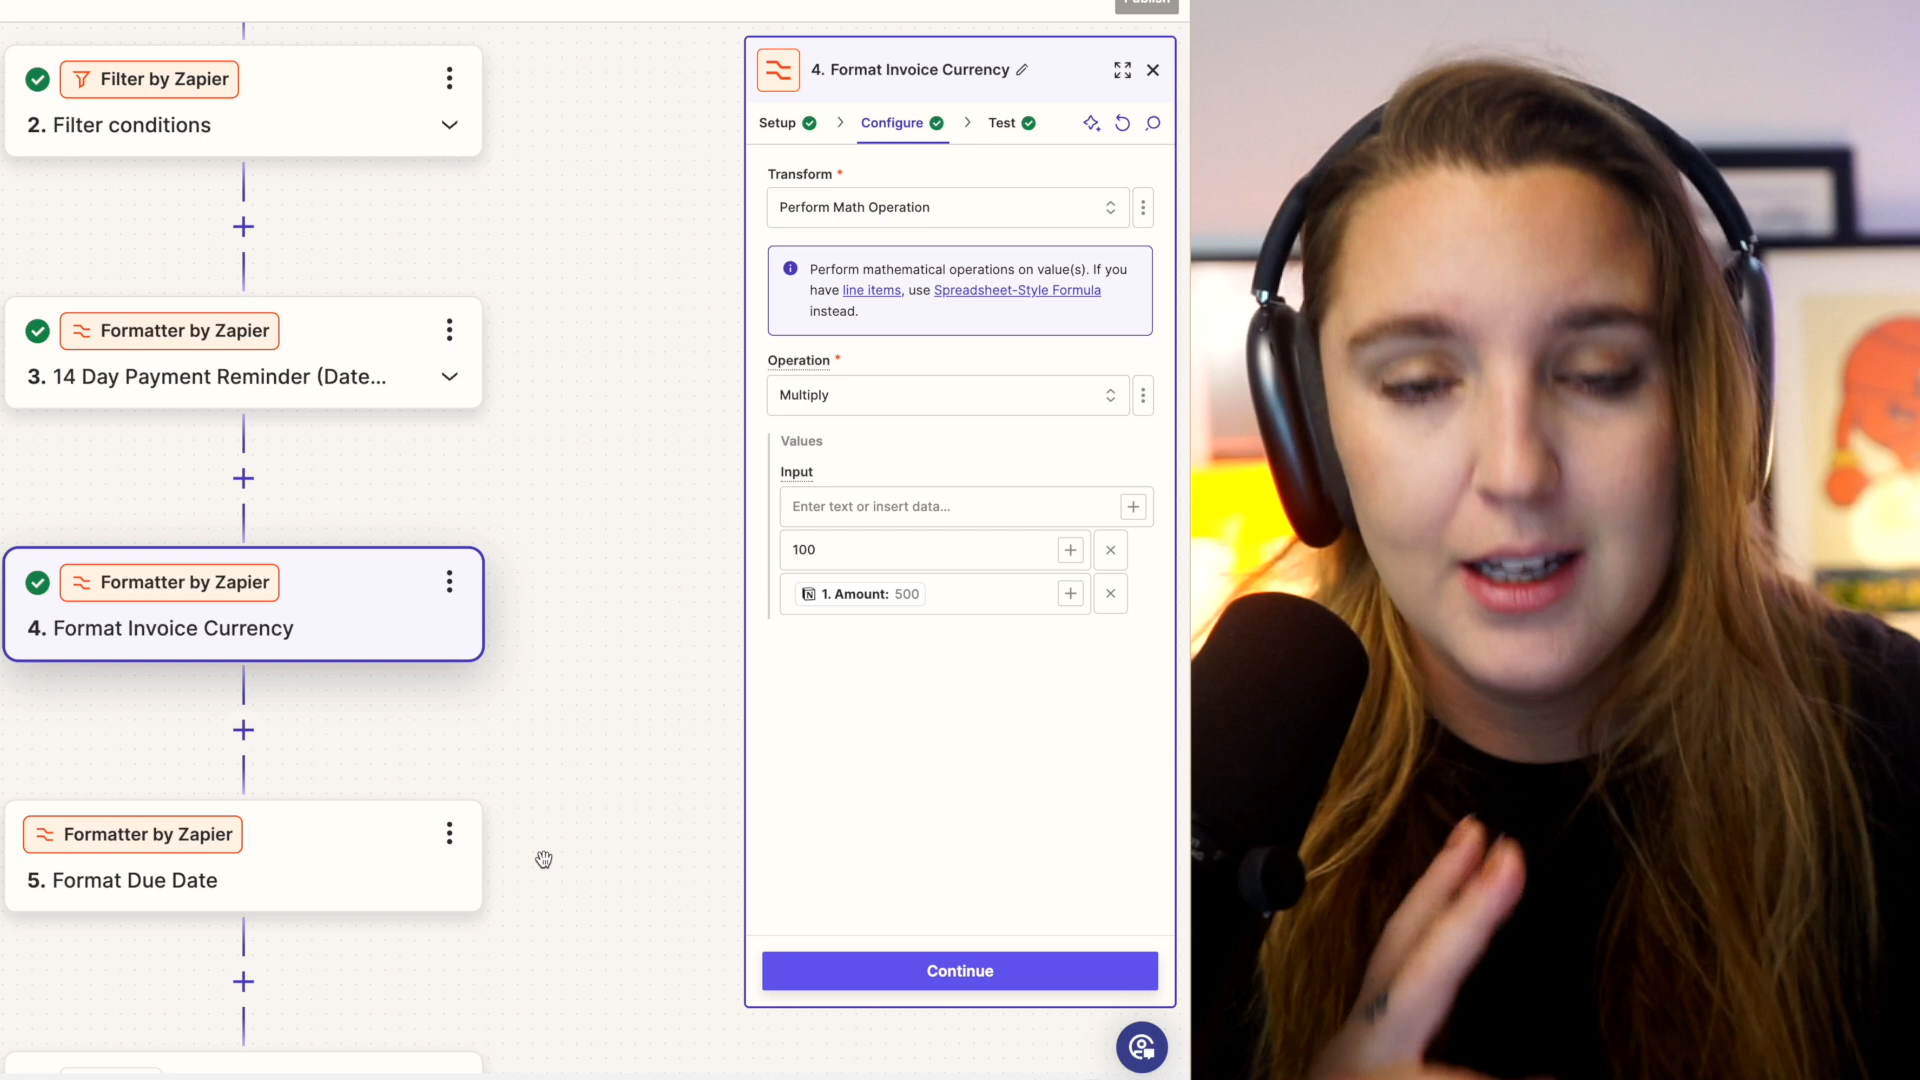 Publish
Filter by Zapier
2. Filter conditions
Formatter by Zapier
3. 14 Day Payment Reminder (Date...
Formatter by Zapier
4. Format Invoice Currency
Formatter by Zapier
5. Format Due Date
4. Format Invoice Currency
Setup
Configure
Test
Transform *
Perform Math Operation
Perform mathematical operations on value(s). If you
have line items, use Spreadsheet-Style Formula
instead.
Operation *
Multiply
Values
Input
Enter text or insert data...
100
1. Amount: 500
Continue